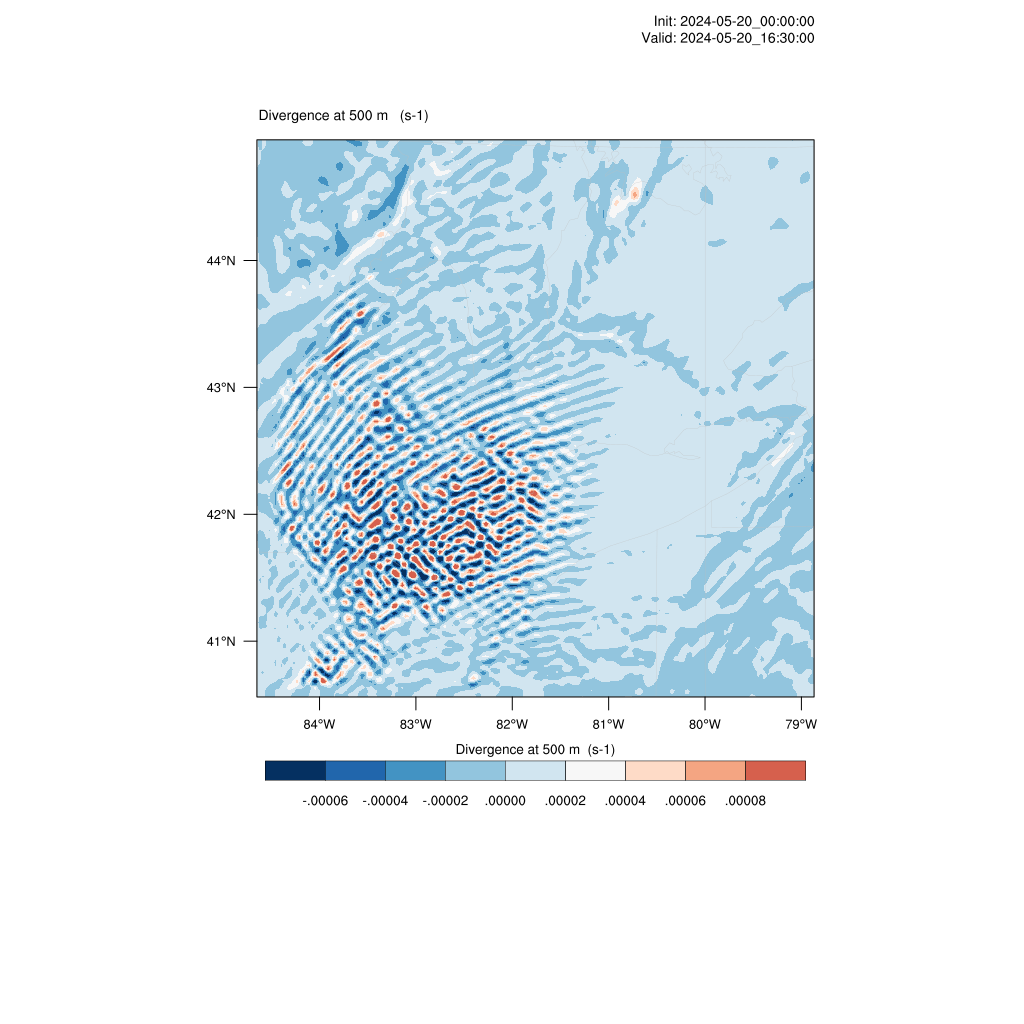 Init: 2024-05-20_00:00:00
Valid: 2024-05-20_16:30:00
Divergence at 500 m (s-1)
44°N
43°N
42°N
41°N
84°W 83°W 82°W 81°W 80°W 79°W
Divergence at 500 m (s-1)
-.00006 -.00004 -.00002 .00000 .00002 .00004 .00006 .00008